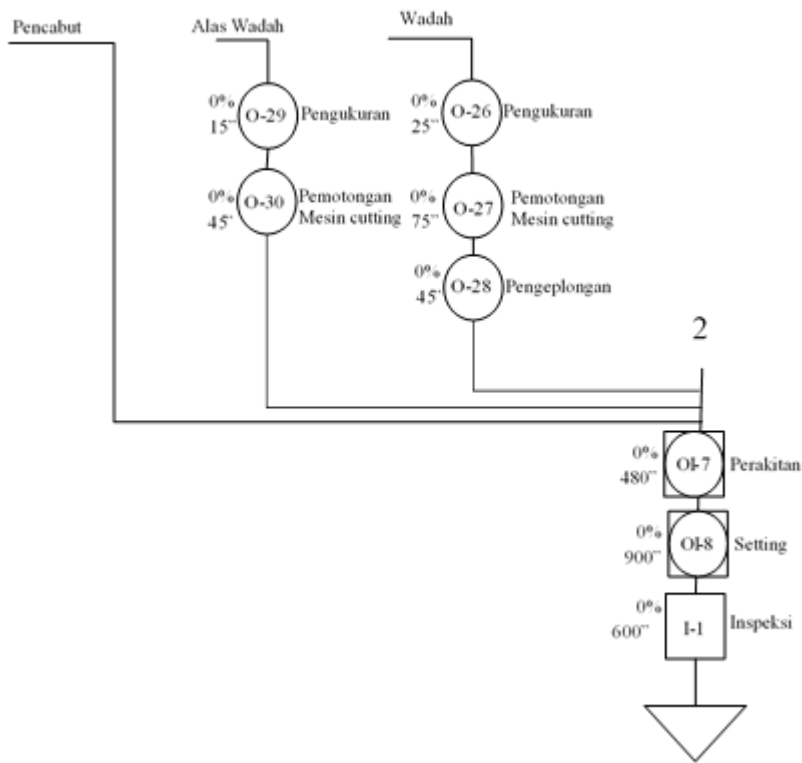 Pencabut
Alas Wadah
Wadah
0%
15"
O-29
Pengukuran
0%
45"
O-30
Pemotongan
Mesin cutting
0%
25"
O-26
Pengukuran
0%
75"
O-27
Pemotongan
Mesin cutting
0%
45"
O-28
Pengeplongan
2
0%
480"
OI-7
Perakitan
0%
900"
OI-8
Setting
0%
600"
I-1
Inspeksi